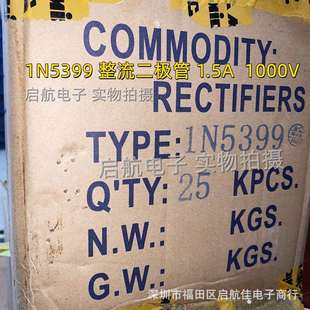 COMMODITY:
1N5399 整流二极管 1.5A 1000V
启航电子 实物拍摄
RECTIFIERS
TYPE: 1N5399
启航电子 实物拍摄
Q'TY: 25 KPCS.
N.W.: KGS.
G.W.: KGS.
深圳市福田区启航佳电子商行